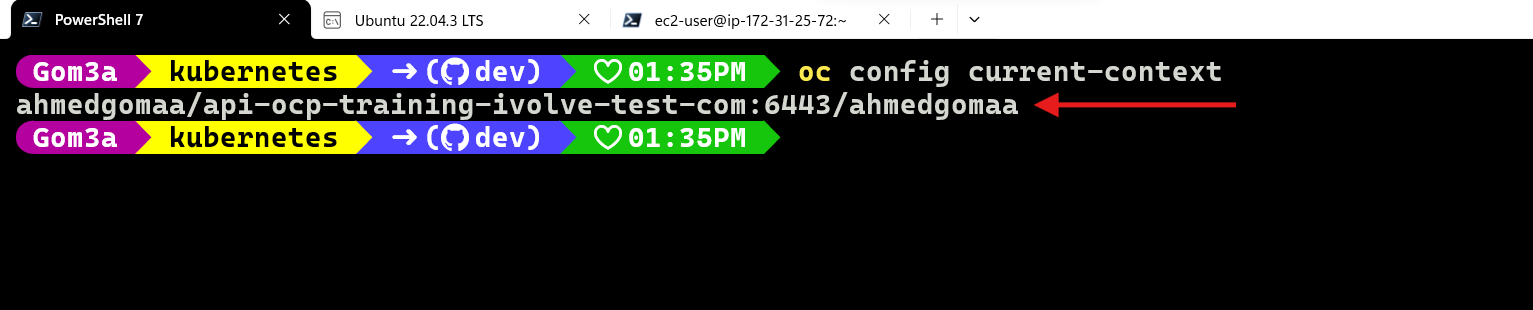 PowerShell 7
Ubuntu 22.04.3 LTS
ec2-user@ip-172-31-25-72:~
Gom3a kubernetes →(dev) ♡01:35PM oc config current-context
ahmedgomaa/api-ocp-training-ivolve-test-com:6443/ahmedgomaa
Gom3a kubernetes →(dev) ♡01:35PM